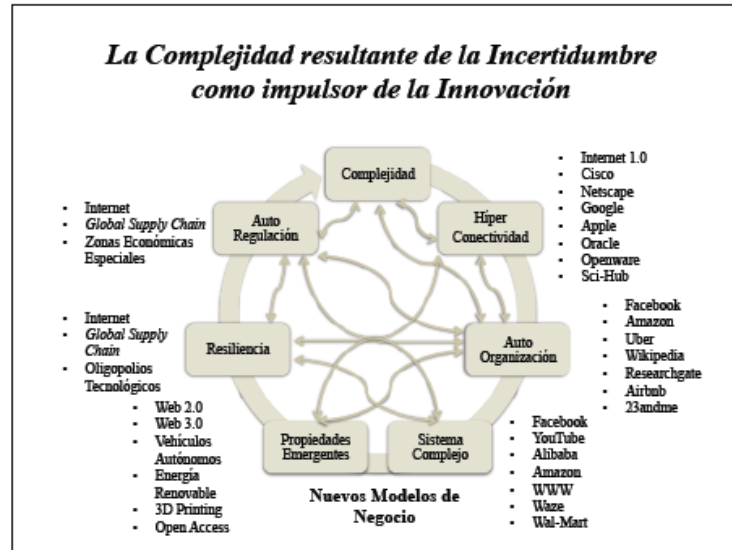 La Complejidad resultante de la Incertidumbre
como impulsor de la Innovación
Complejidad
Híper
Conectividad
Auto
Organización
Sistema
Complejo
Propiedades
Emergentes
Resiliencia
Auto
Regulación
▪ Internet 1.0
▪ Cisco
▪ Netscape
▪ Google
▪ Apple
▪ Oracle
▪ Openware
▪ Sci-Hub
▪ Facebook
▪ Amazon
▪ Uber
▪ Wikipedia
▪ Researchgate
▪ Airbnb
▪ 23andme
▪ Facebook
▪ YouTube
▪ Alibaba
▪ Amazon
▪ WWW
▪ Waze
▪ Wal-Mart
Nuevos Modelos de
Negocio
▪ Web 2.0
▪ Web 3.0
▪ Vehículos
Autónomos
▪ Energía
Renovable
▪ 3D Printing
▪ Open Access
▪ Internet
▪ Global Supply
Chain
▪ Oligopolios
Tecnológicos
▪ Internet
▪ Global Supply Chain
▪ Zonas Económicas
Especiales